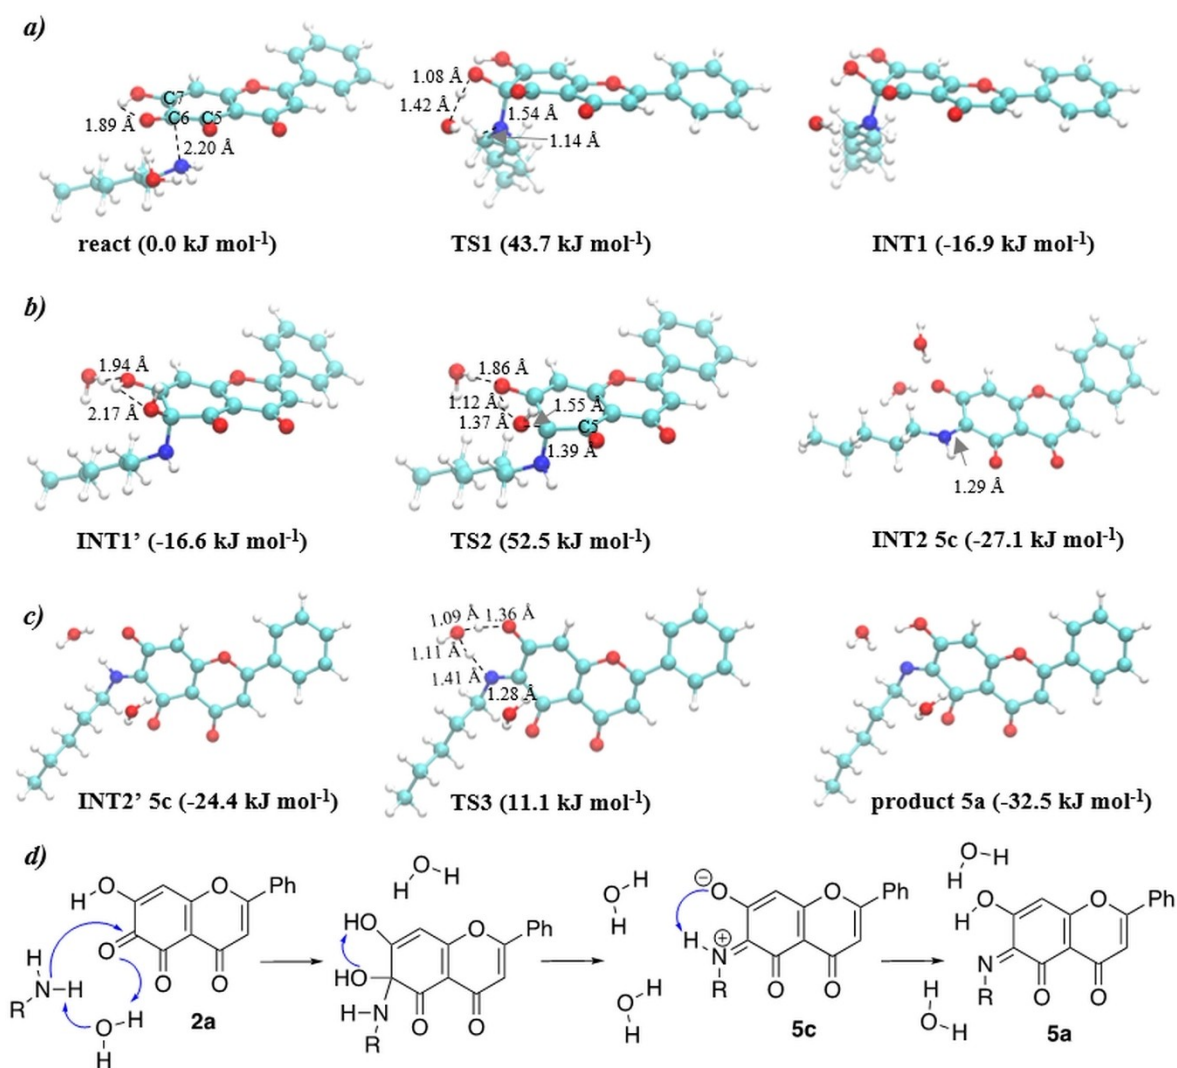 a)
C7
C6 C5
1.89 Å
2.20 Å
react (0.0 kJ mol-1)
1.08 Å
1.42 Å
1.54 Å
1.14 Å
TS1 (43.7 kJ mol-1)
INT1 (-16.9 kJ mol-1)
b)
1.94 Å
2.17 Å
INT1’ (-16.6 kJ mol-1)
1.86 Å
1.12 Å
1.55 Å
1.37 Å
C5
1.39 Å
TS2 (52.5 kJ mol-1)
1.29 Å
INT2 5c (-27.1 kJ mol-1)
c)
INT2’ 5c (-24.4 kJ mol-1)
1.09 Å 1.36 Å
1.11 Å
1.41 Å
1.28 Å
TS3 (11.1 kJ mol-1)
product 5a (-32.5 kJ mol-1)
d)
H O
O
Ph
O
O O
H
N H
R
O H
H
2a
H O H
HO
HO
O
Ph
H N
R
O O
O H
H
O H
H
⊖ O
O
Ph
H ⊕
N
R
O O
5c
O H
H
O
H
O
Ph
N
R
O O
H
O H
5a